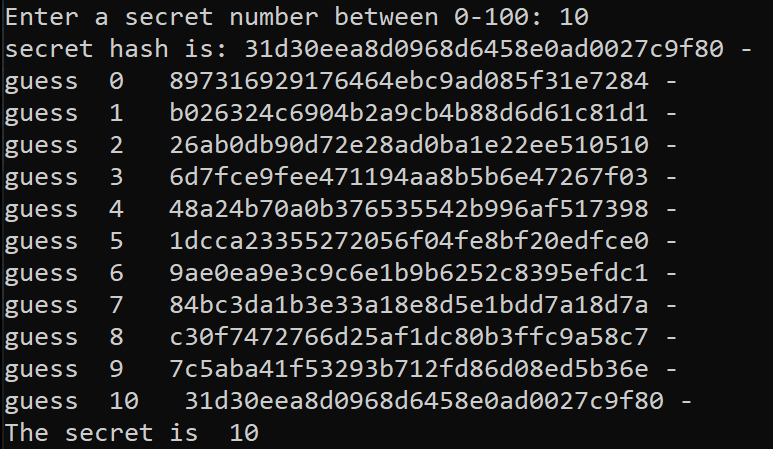 Enter a secret number between 0-100: 10
secret hash is: 31d30eea8d0968d6458e0ad0027c9f80 -
guess  0   897316929176464ebc9ad085f31e7284 -
guess  1   b026324c6904b2a9cb4b88d6d61c81d1 -
guess  2   26ab0db90d72e28ad0ba1e22ee510510 -
guess  3   6d7fce9fee471194aa8b5b6e47267f03 -
guess  4   48a24b70a0b376535542b996af517398 -
guess  5   1dcca23355272056f04fe8bf20edfce0 -
guess  6   9ae0ea9e3c9c6e1b9b6252c8395efdc1 -
guess  7   84bc3da1b3e33a18e8d5e1bdd7a18d7a -
guess  8   c30f7472766d25af1dc80b3ffc9a58c7 -
guess  9   7c5aba41f53293b712fd86d08ed5b36e -
guess  10   31d30eea8d0968d6458e0ad0027c9f80 -
The secret is  10